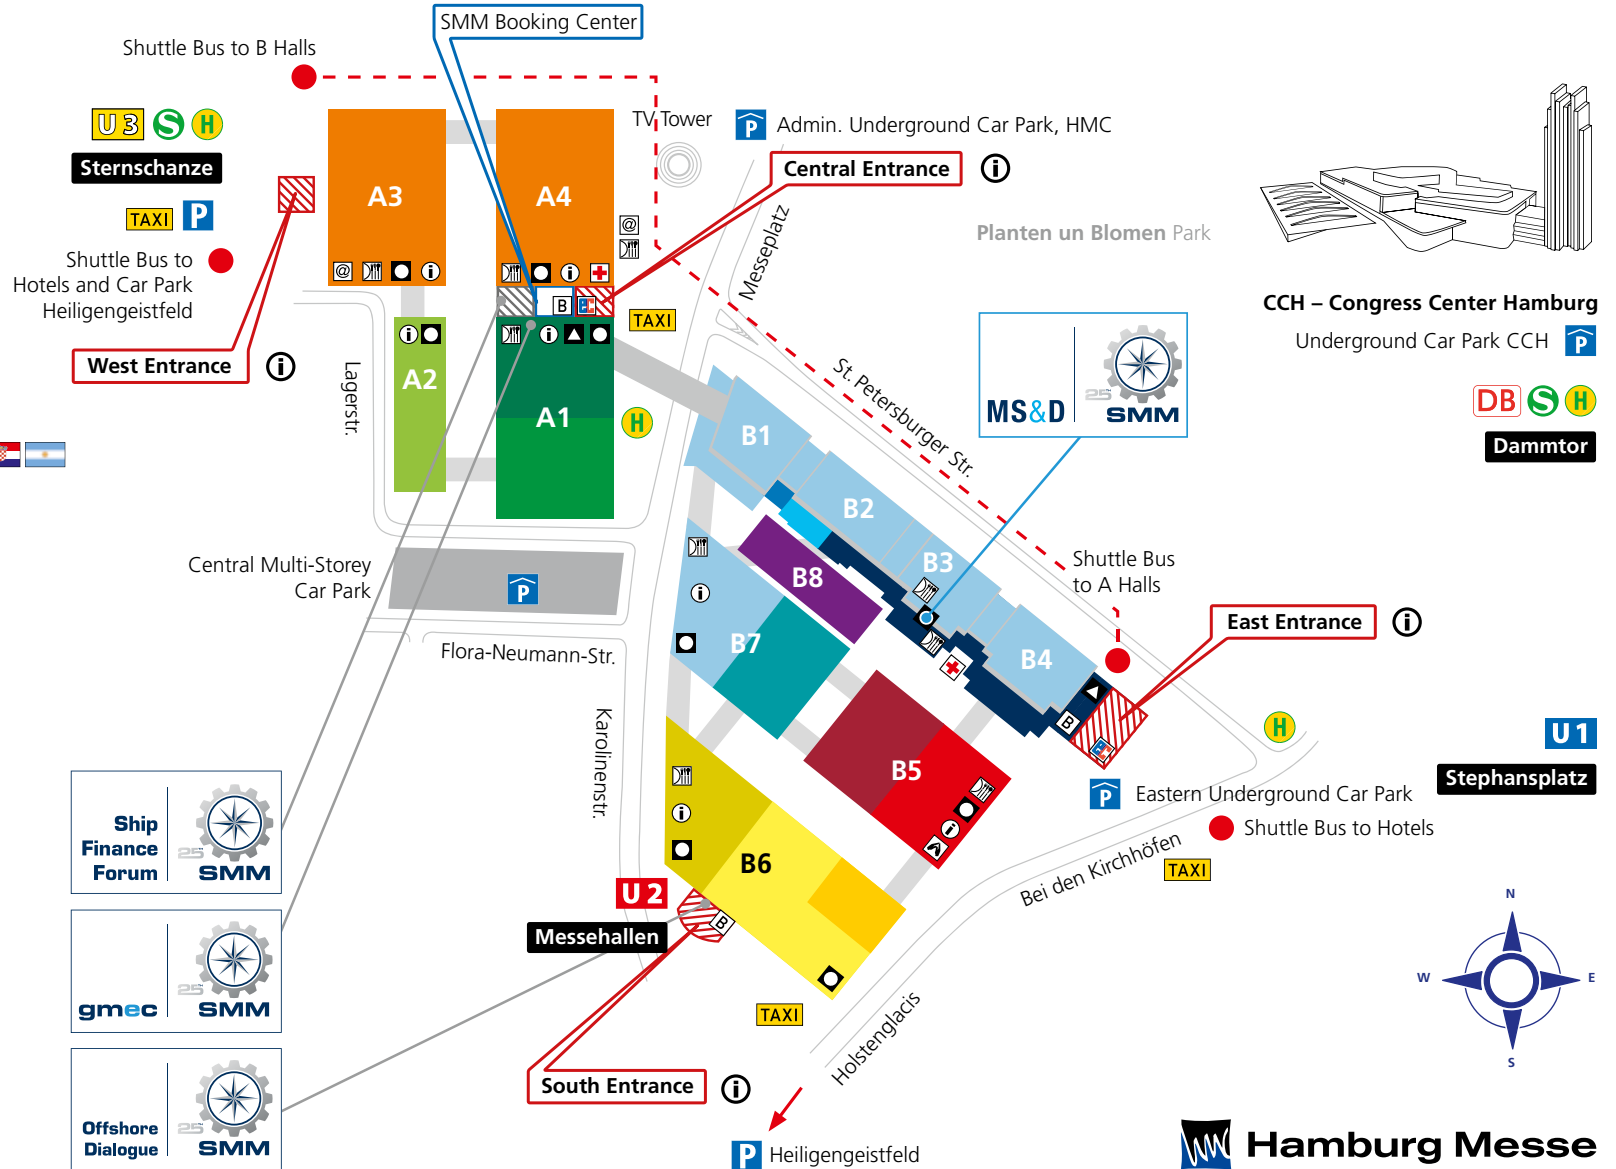 SMM Booking Center
Shuttle Bus to B Halls
U3 S H
Sternschanze
TAXI P
Shuttle Bus to
Hotels and Car Park
Heiligengeistfeld
West Entrance i
A3
A4
TV Tower
P Admin. Underground Car Park, HMC
Central Entrance i
Messeplatz
Planten un Blomen Park
CCH – Congress Center Hamburg
Underground Car Park CCH P
DB S H
Dammtor
@ i
i
@
B
TAXI
i
i
A2
A1
H
Lagerstr.
St. Petersburger Str.
MS&D
25
SMM
B1
B2
B3
B4
B8
B7
i
Central Multi-Storey
Car Park
P
Flora-Neumann-Str.
Karolinenstr.
Shuttle Bus
to A Halls
East Entrance i
B
H
U1
Stephansplatz
B5
i
P Eastern Underground Car Park
Shuttle Bus to Hotels
Bei den Kirchhöfen
TAXI
i
B6
U2
Messehallen
B
TAXI
Holstenglacis
South Entrance i
P Heiligengeistfeld
Ship
Finance
Forum
25
SMM
gmec
25
SMM
Offshore
Dialogue
25
SMM
N
W E
S
Hamburg Messe